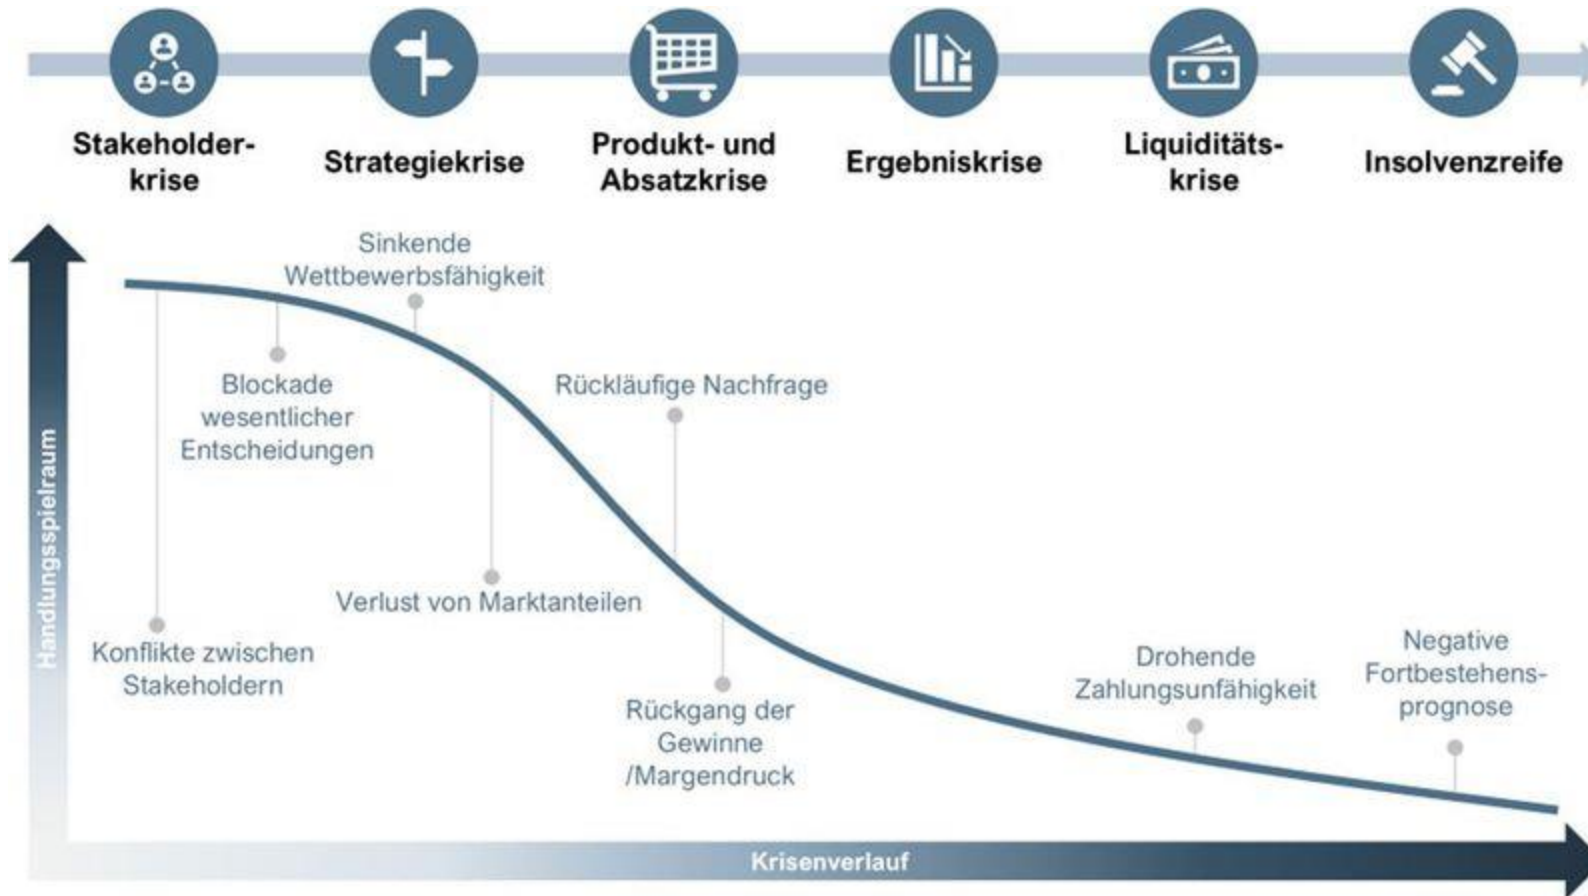 Stakeholder-
krise
Strategiekrise
Produkt- und
Absatzkrise
Ergebniskrise
Liquiditäts-
krise
Insolvenzreife
Sinkende
Wettbewerbsfähigkeit
Blockade
wesentlicher
Entscheidungen
Rückläufige Nachfrage
Handlungsspielraum
Verlust von Marktanteilen
Konflikte zwischen
Stakeholdern
Rückgang der
Gewinne
/Margendruck
Drohende
Zahlungsunfähigkeit
Negative
Fortbestehens-
prognose
Krisenverlauf